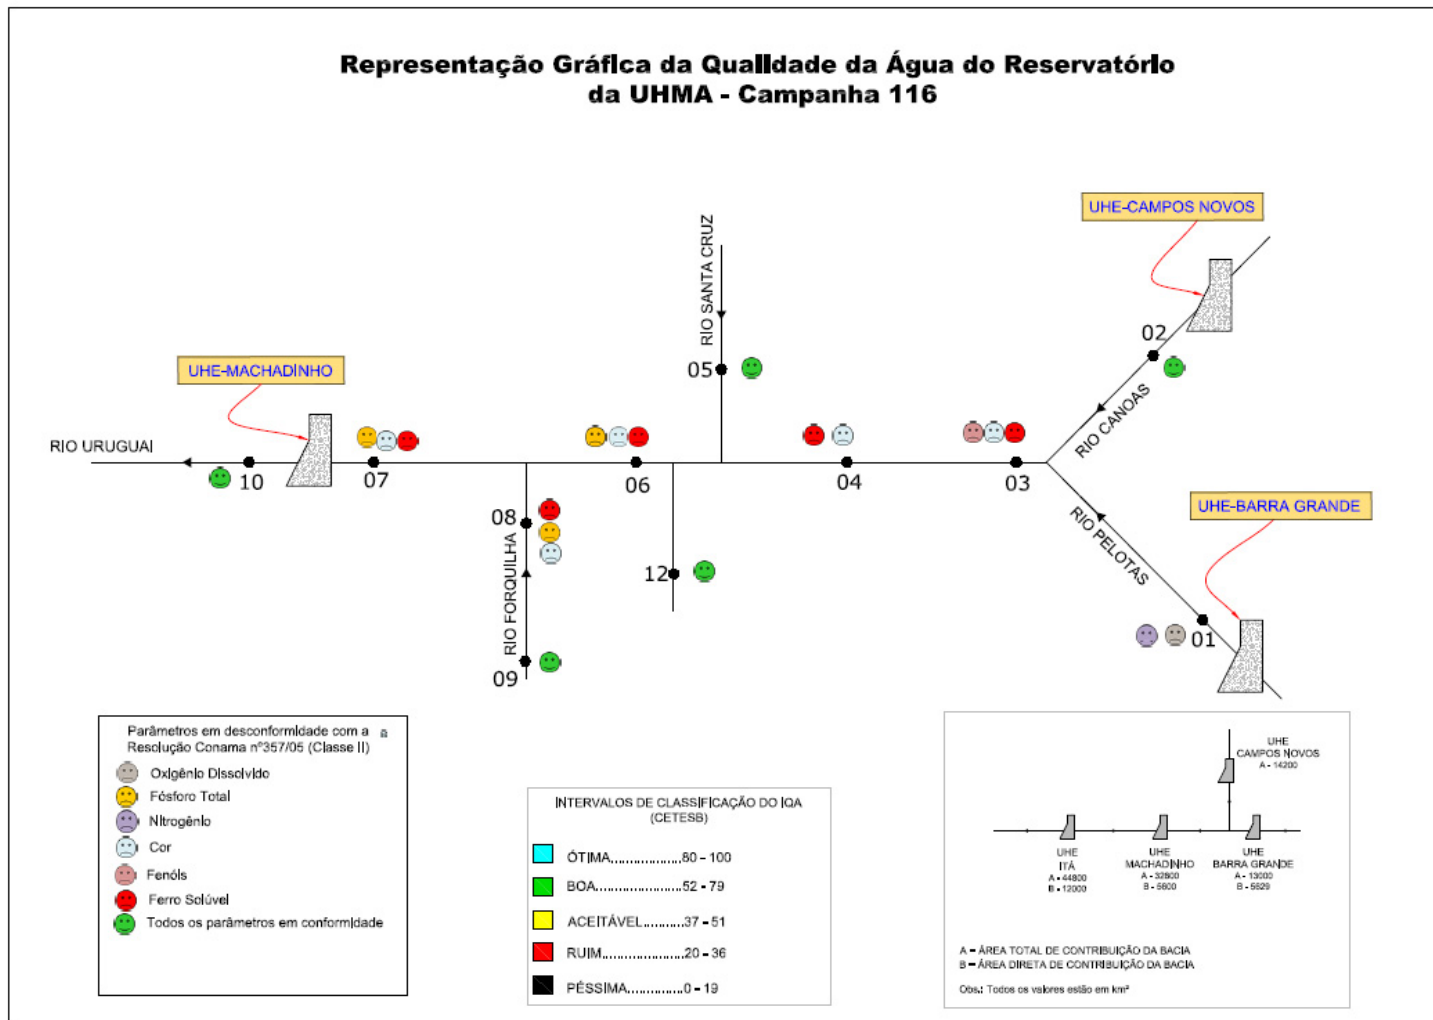 Representação Gráfica da Qualidade da Água do Reservatório
da UHMA - Campanha 116
UHE-CAMPOS NOVOS
RIO SANTA CRUZ
02
05
UHE-MACHADINHO
RIO CANOAS
RIO URUGUAI
10
07
06
04
03
UHE-BARRA GRANDE
08
RIO PELOTAS
RIO FORQUILHA
12
01
09
Parâmetros em desconformidade com a
Resolução Conama nº357/05 (Classe II)
Oxigênio Dissolvido
Fósforo Total
Nitrogênio
Cor
Fenóis
Ferro Solúvel
Todos os parâmetros em conformidade
INTERVALOS DE CLASSIFICAÇÃO DO IQA
(CETESB)
ÓTIMA...................80 - 100
BOA........................52 - 79
ACEITÁVEL..........37 - 51
RUIM.....................20 - 36
PÉSSIMA..............0 - 19
UHE
CAMPOS NOVOS
A - 14200
UHE
ITÁ
A - 44800
B - 12000
UHE
MACHADINHO
A - 32800
B - 5600
UHE
BARRA GRANDE
A - 13000
B - 5529
A = ÁREA TOTAL DE CONTRIBUIÇÃO DA BACIA
B = ÁREA DIRETA DE CONTRIBUIÇÃO DA BACIA
Obs.: Todos os valores estão em km²